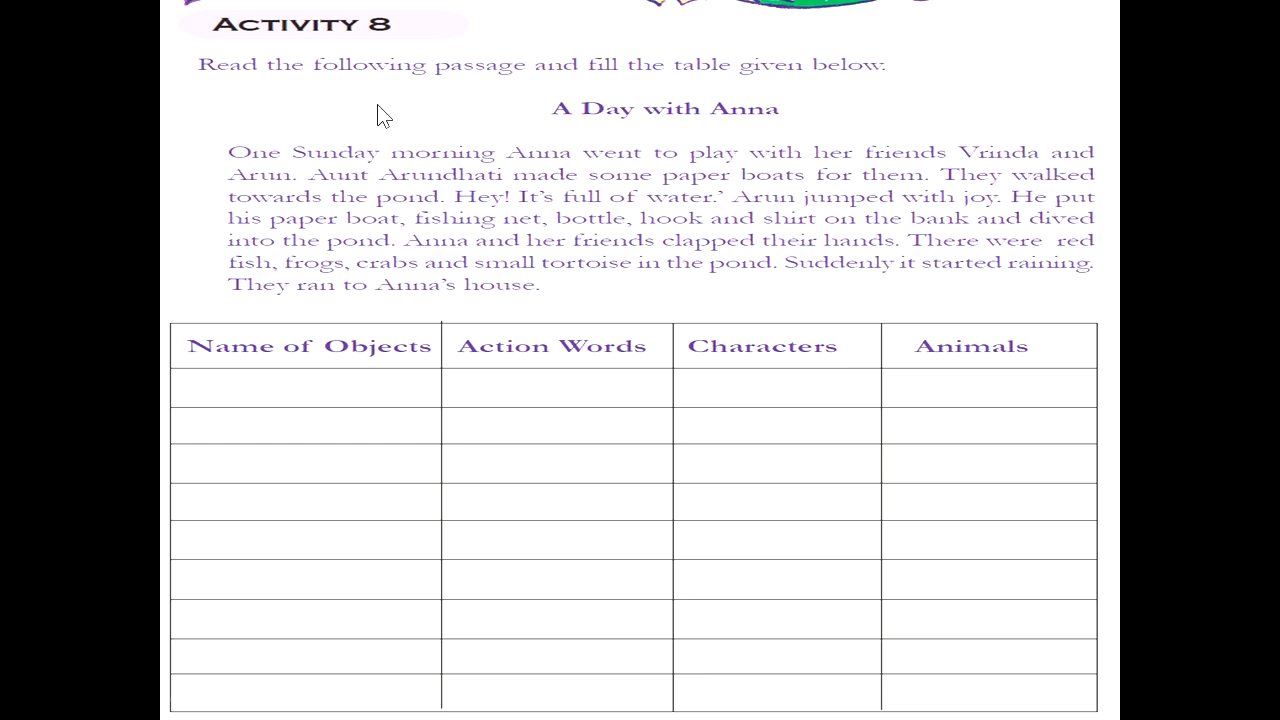 ACTIVITY 8
Read the following passage and fill the table given below.
A Day with Anna
One Sunday morning Anna went to play with her friends Vrinda and
Arun. Aunt Arundhati made some paper boats for them. They walked
towards the pond. Hey! It's full of water.' Arun jumped with joy. He put
his paper boat, fishing net, bottle, hook and shirt on the bank and dived
into the pond. Anna and her friends clapped their hands. There were red
fish, frogs, crabs and small tortoise in the pond. Suddenly it started raining.
They ran to Anna's house.
Name of Objects Action Words Characters Animals